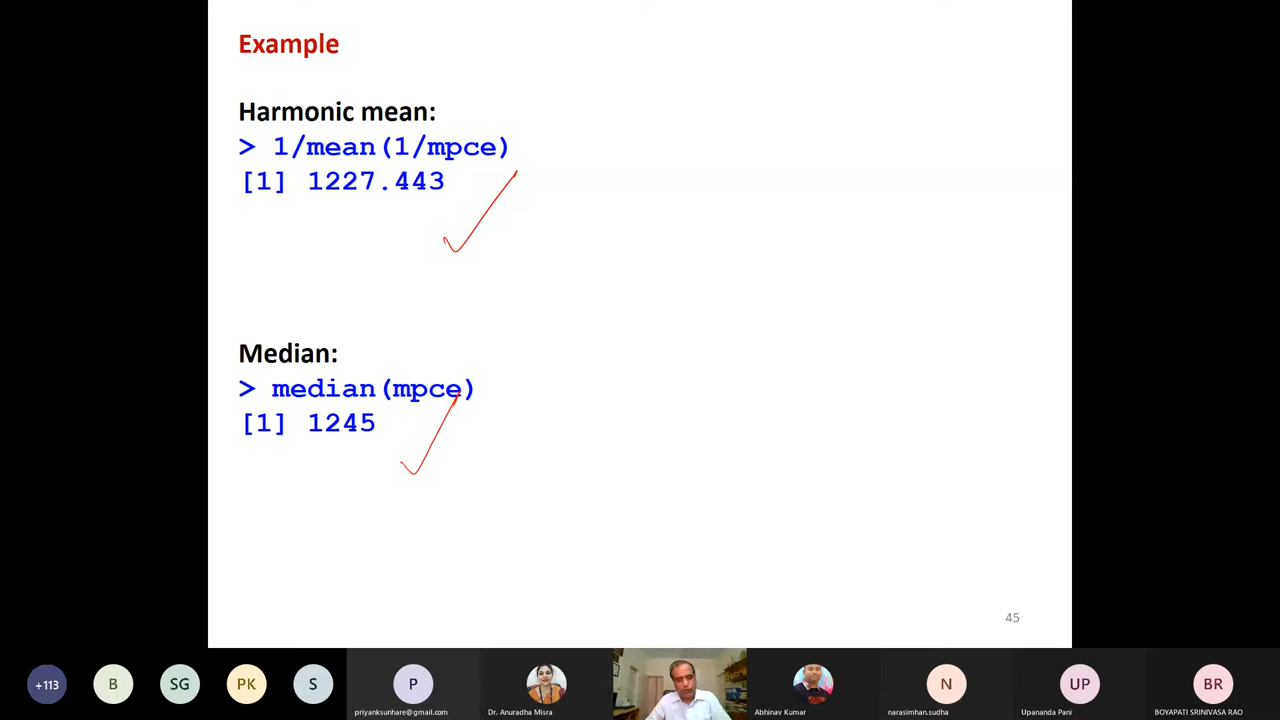 Example
Harmonic mean:
> 1/mean(1/mpce)
[1] 1227.443
Median:
> median(mpce)
[1] 1245
45
+113
B
SG
PK
S
P
N
UP
BR
priyanksunhare@gmail.com
Dr. Anuradha Misra
Abhinav Kumar
narasimhan.sudha
Upananda Pani
BOYAPATI SRINIVASA RAO